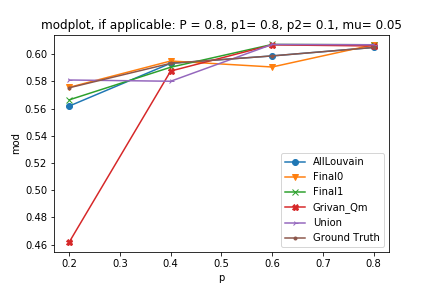 modplot, if applicable: P = 0.8, p1= 0.8, p2= 0.1, mu= 0.05
0.60
0.58
0.56
0.54
0.52
0.50
0.48
0.46
mod
AllLouvain
Final0
Final1
Grivan_Qm
Union
Ground Truth
0.2 0.3 0.4 0.5 0.6 0.7 0.8
p